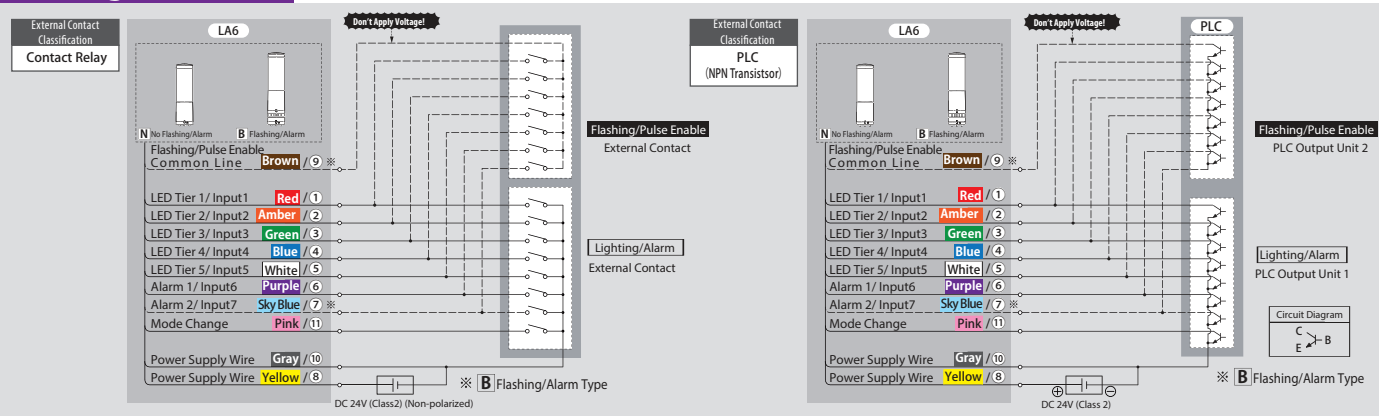 External Contact
Classification
Contact Relay
LA6
Don't Apply Voltage!
N No Flashing/Alarm
B Flashing/Alarm
Flashing/Pulse Enable
Common Line Brown / 9 ※
LED Tier 1/ Input1 Red / 1
LED Tier 2/ Input2 Amber / 2
LED Tier 3/ Input3 Green / 3
LED Tier 4/ Input4 Blue / 4
LED Tier 5/ Input5 White / 5
Alarm 1/ Input6 Purple / 6
Alarm 2/ Input7 Sky Blue / 7 ※
Mode Change Pink / 11
Power Supply Wire Gray / 10
Power Supply Wire Yellow / 8
DC 24V (Class2) (Non-polarized)
Flashing/Pulse Enable
External Contact
Lighting/Alarm
External Contact
※ B Flashing/Alarm Type
External Contact
Classification
PLC
(NPN Transistsor)
LA6
Don't Apply Voltage!
PLC
N No Flashing/Alarm
B Flashing/Alarm
Flashing/Pulse Enable
Common Line Brown / 9 ※
LED Tier 1/ Input1 Red / 1
LED Tier 2/ Input2 Amber / 2
LED Tier 3/ Input3 Green / 3
LED Tier 4/ Input4 Blue / 4
LED Tier 5/ Input5 White / 5
Alarm 1/ Input6 Purple / 6
Alarm 2/ Input7 Sky Blue / 7 ※
Mode Change Pink / 11
Power Supply Wire Gray / 10
Power Supply Wire Yellow / 8
⊕ ⊖
DC 24V (Class 2)
Flashing/Pulse Enable
PLC Output Unit 2
Lighting/Alarm
PLC Output Unit 1
Circuit Diagram
C
B
E
※ B Flashing/Alarm Type